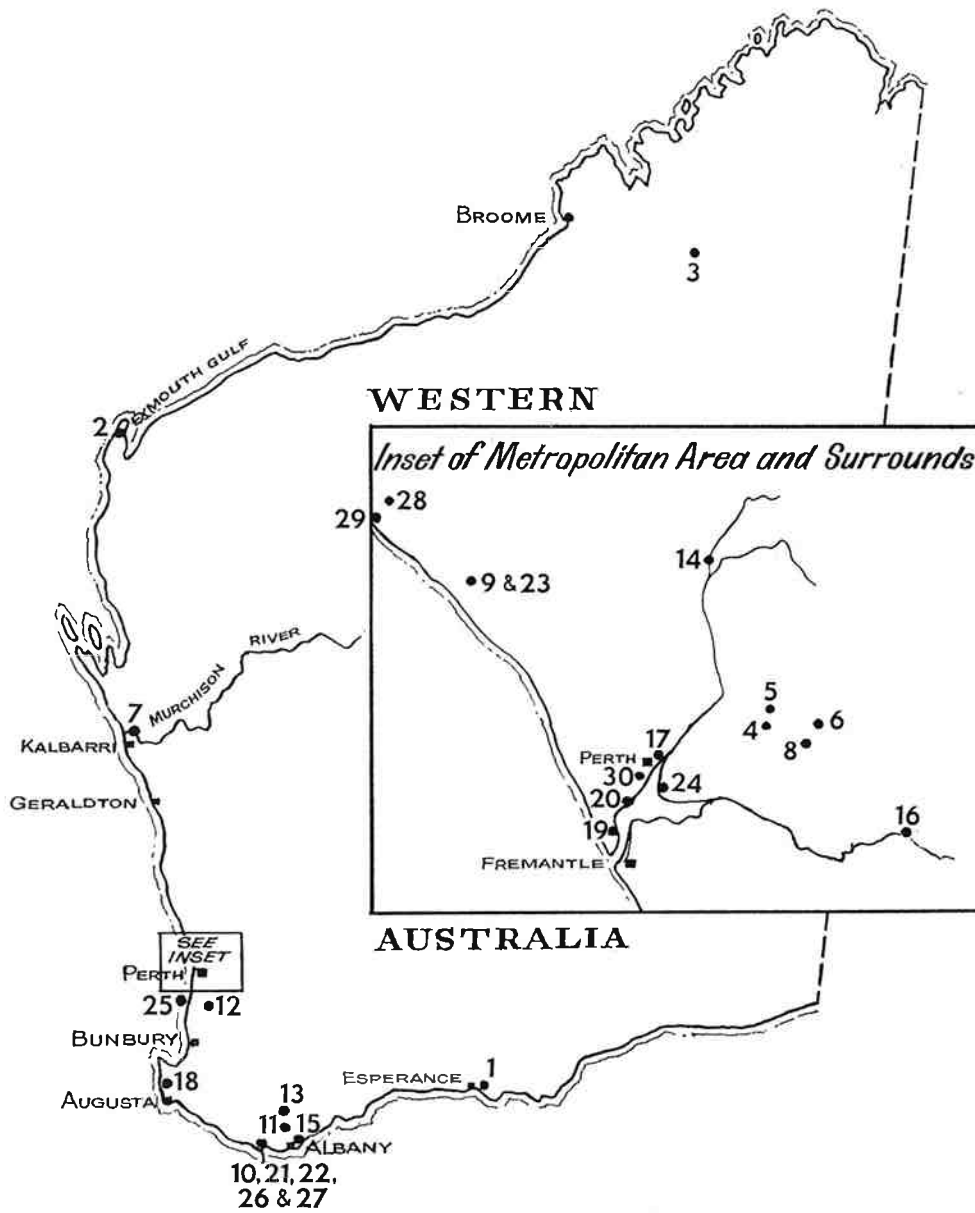 BROOME
3
EXMOUTH GULF
2
WESTERN
Inset of Metropolitan Area and Surrounds
28
29
9 & 23
14
5
4
6
8
17
PERTH
30
24
20
19
16
FREMANTLE
MURCHISON RIVER
7
KALBARRI
GERALDTON
AUSTRALIA
SEE
INSET
PERTH
25
12
BUNBURY
18
AUGUSTA
ESPERANCE
1
13
11
15
ALBANY
10, 21, 22,
26 & 27